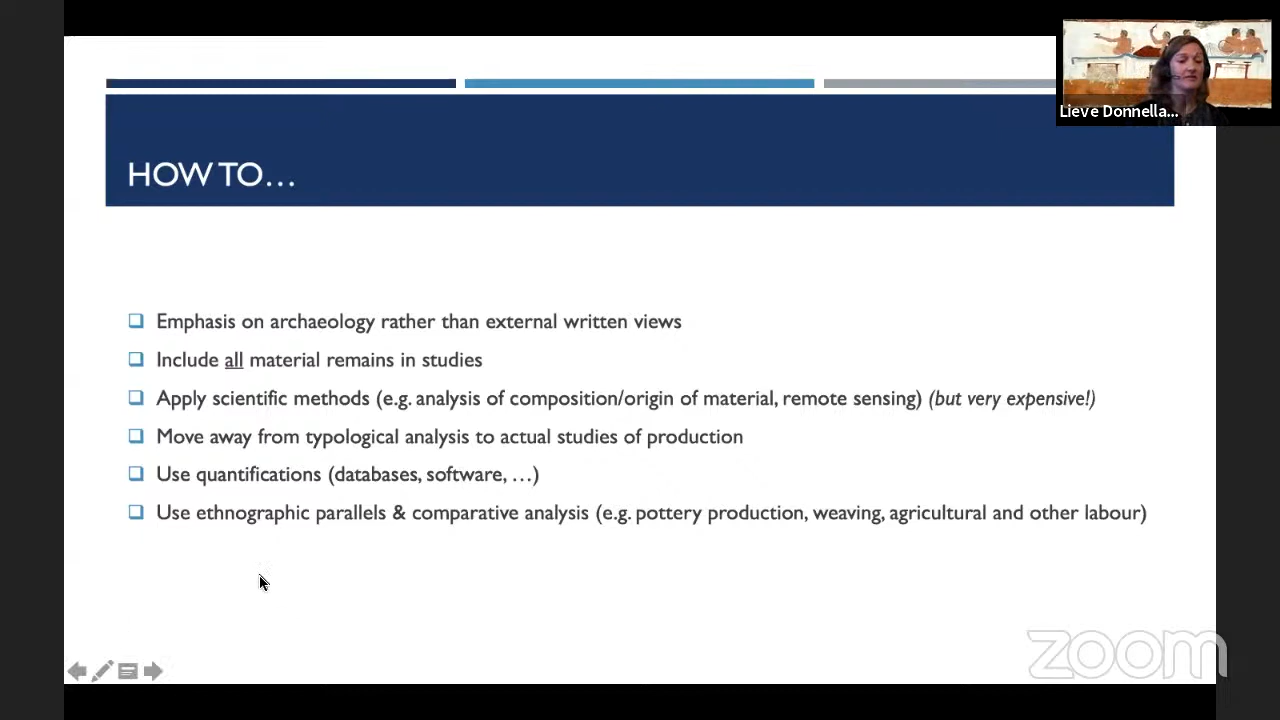 Lieve Donnella...
HOW TO...
Emphasis on archaeology rather than external written views
Include all material remains in studies
Apply scientific methods (e.g. analysis of composition/origin of material, remote sensing) (but very expensive!)
Move away from typological analysis to actual studies of production
Use quantifications (databases, software, ...)
Use ethnographic parallels & comparative analysis (e.g. pottery production, weaving, agricultural and other labour)
zoom